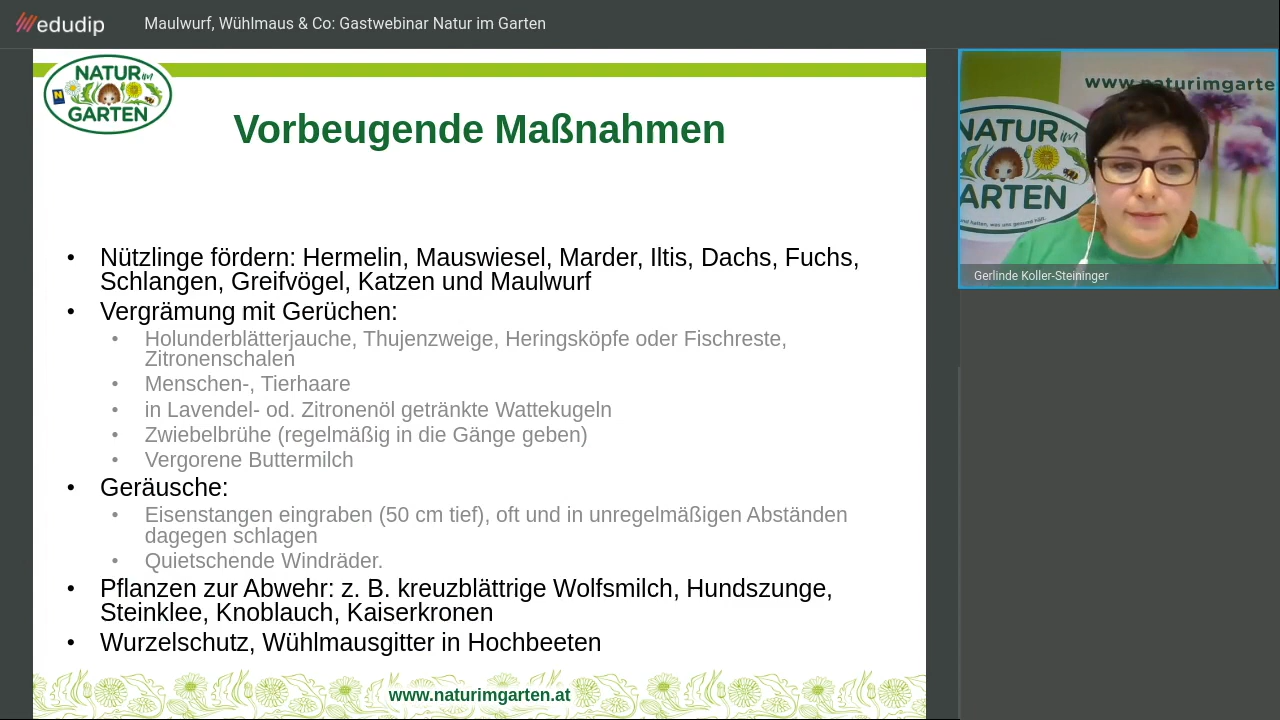 edudip
Maulwurf, Wühlmaus & Co: Gastwebinar Natur im Garten
NATUR im
GARTEN
Vorbeugende Maßnahmen
• Nützlinge fördern: Hermelin, Mauswiesel, Marder, Iltis, Dachs, Fuchs,
Schlangen, Greifvögel, Katzen und Maulwurf
• Vergrämung mit Gerüchen:
• Holunderblätterjauche, Thujenzweige, Heringsköpfe oder Fischreste,
Zitronenschalen
• Menschen-, Tierhaare
• in Lavendel- od. Zitronenöl getränkte Wattekugeln
• Zwiebelbrühe (regelmäßig in die Gänge geben)
• Vergorene Buttermilch
• Geräusche:
• Eisenstangen eingraben (50 cm tief), oft und in unregelmäßigen Abständen
dagegen schlagen
• Quietschende Windräder.
• Pflanzen zur Abwehr: z. B. kreuzblättrige Wolfsmilch, Hundszunge,
Steinklee, Knoblauch, Kaiserkronen
• Wurzelschutz, Wühlmausgitter in Hochbeeten
www.naturimgarten.at
www.naturimgarte
NATUR im
ARTEN
Gerlinde Koller-Steininger